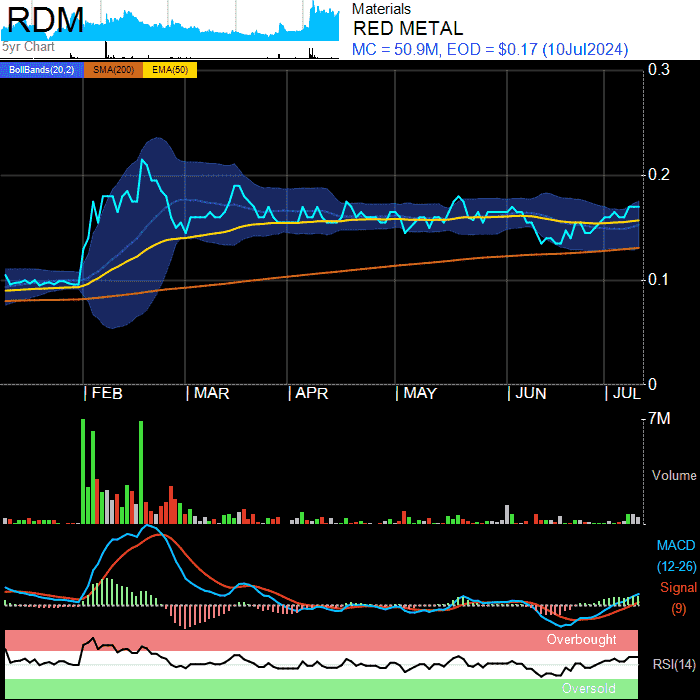 RDM
5yr Chart
Materials
RED METAL
MC = 50.9M, EOD = $0.17 (10Jul2024)
BollBands(20,2) SMA(200) EMA(50)
0.3
0.2
0.1
0
| FEB | MAR | APR | MAY | JUN | JUL
7M
Volume
MACD
(12-26)
Signal
(9)
Overbought
RSI(14)
Oversold